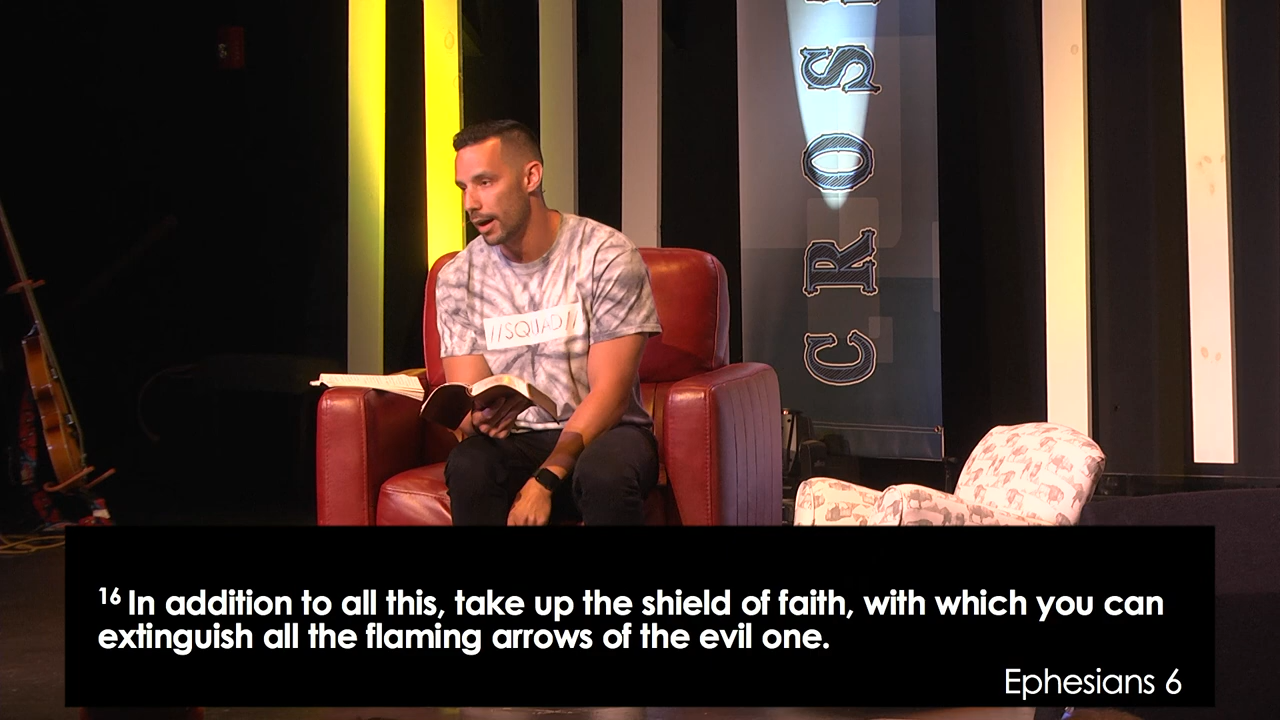 CROS
//SQUAD//
16 In addition to all this, take up the shield of faith, with which you can
extinguish all the flaming arrows of the evil one.
Ephesians 6